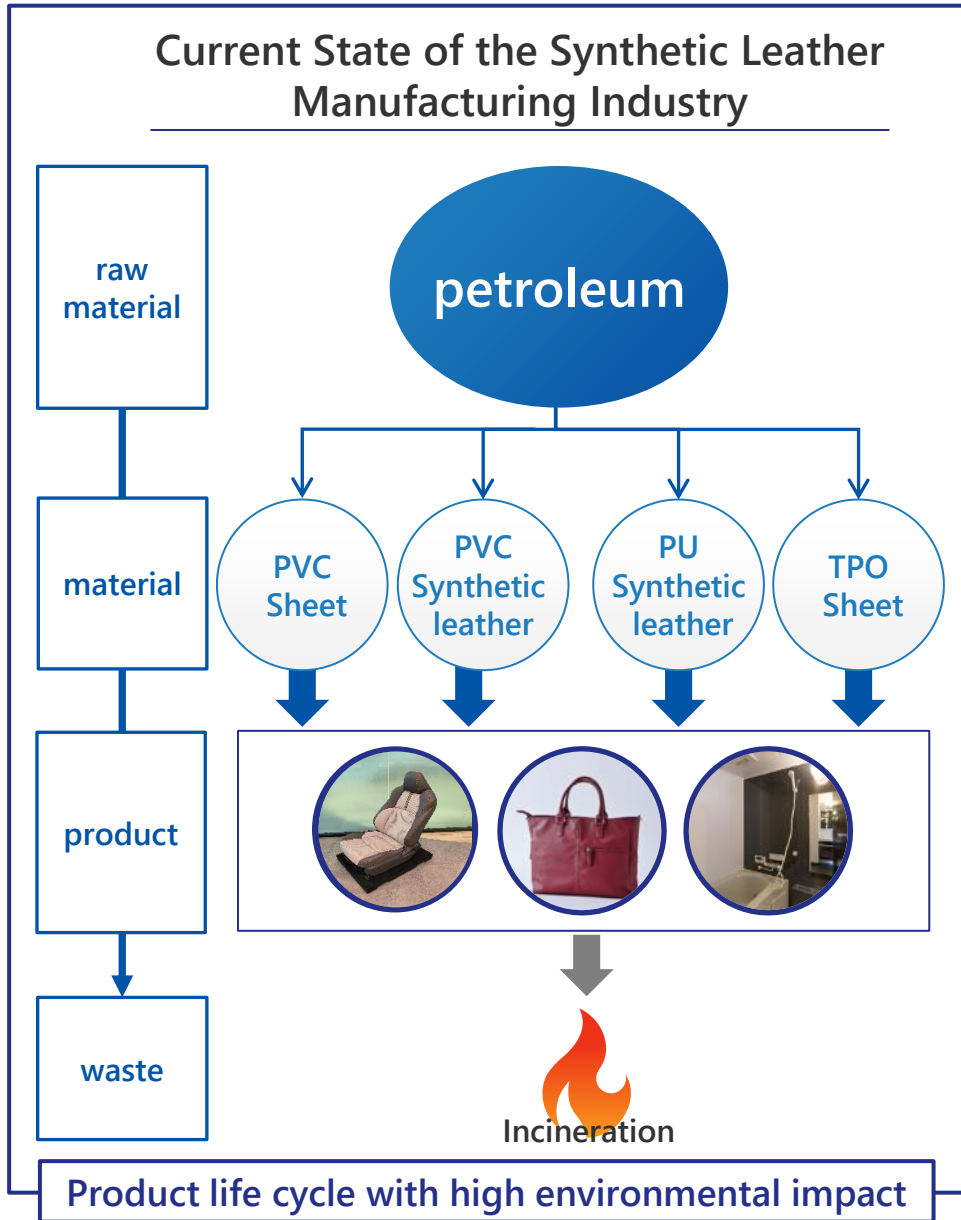 Current State of the Synthetic Leather
Manufacturing Industry
raw
material
petroleum
material
PVC
Sheet
PVC
Synthetic
leather
PU
Synthetic
leather
TPO
Sheet
product
waste
Incineration
Product life cycle with high environmental impact